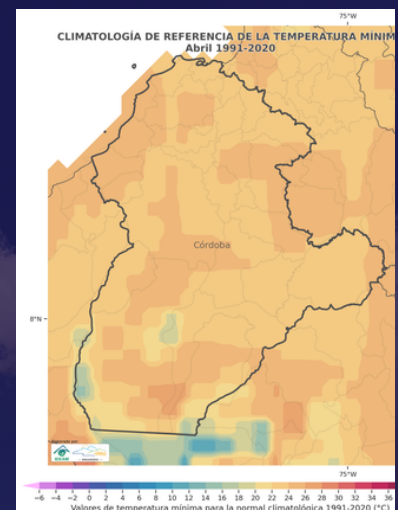 75°W
CLIMATOLOGÍA DE REFERENCIA DE LA TEMPERATURA MÍNIM
Abril 1991-2020
Córdoba
8°N
75°W
−6 −4 −2 0 2 4 6 8 10 12 14 16 18 20 22 24 26 28 30 32 34 36
Valores de temperatura mínima para la normal climatológica 1991-2020 (°C)